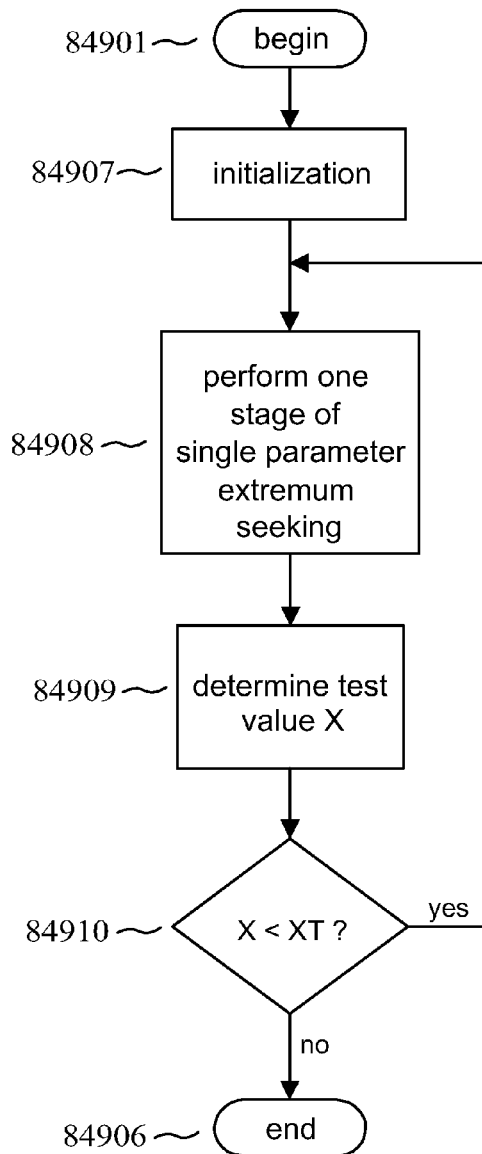 84901
begin
84907
initialization
84908
perform one
stage of
single parameter
extremum
seeking
84909
determine test
value X
84910
X < XT ?
yes
no
84906
end